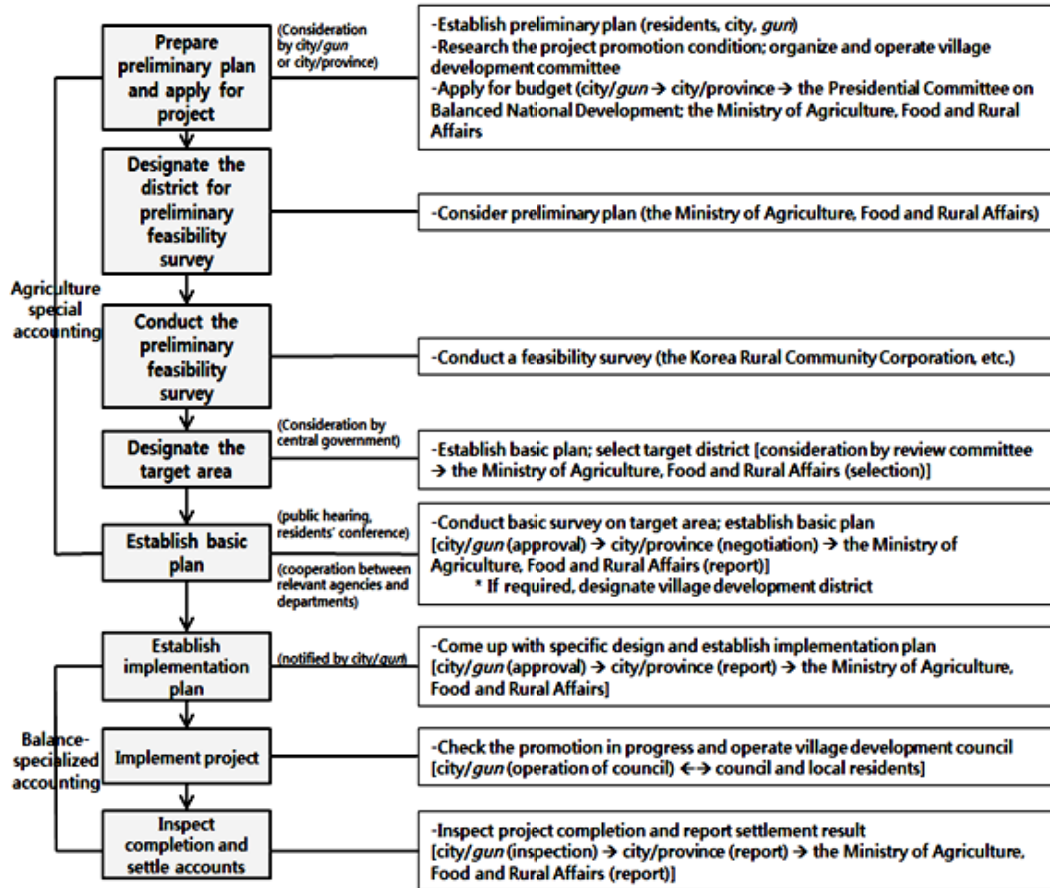 Prepare
preliminary plan
and apply for
project
(Consideration
by city/gun
or city/province)
-Establish preliminary plan (residents, city, gun)
-Research the project promotion condition; organize and operate village
development committee
-Apply for budget (city/gun → city/province → the Presidential Committee on
Balanced National Development; the Ministry of Agriculture, Food and Rural
Affairs
Designate the
district for
preliminary
feasibility
survey
-Consider preliminary plan (the Ministry of Agriculture, Food and Rural Affairs)
Agriculture
special
accounting
Conduct the
preliminary
feasibility
survey
-Conduct a feasibility survey (the Korea Rural Community Corporation, etc.)
Designate the
target area
(Consideration by
central government)
-Establish basic plan; select target district [consideration by review committee
→ the Ministry of Agriculture, Food and Rural Affairs (selection)]
Establish basic
plan
(public hearing,
residents' conference)
(cooperation between
relevant agencies and
departments)
-Conduct basic survey on target area; establish basic plan
[city/gun (approval) → city/province (negotiation) → the Ministry of
Agriculture, Food and Rural Affairs (report)]
* If required, designate village development district
Establish
implementation
plan
(notified by city/gun)
-Come up with specific design and establish implementation plan
[city/gun (approval) → city/province (report) → the Ministry of Agriculture,
Food and Rural Affairs]
Balance-
specialized
accounting
Implement project
-Check the promotion in progress and operate village development council
[city/gun (operation of council) ←→ council and local residents]
Inspect
completion and
settle accounts
-Inspect project completion and report settlement result
[city/gun (inspection) → city/province (report) → the Ministry of Agriculture,
Food and Rural Affairs (report)]